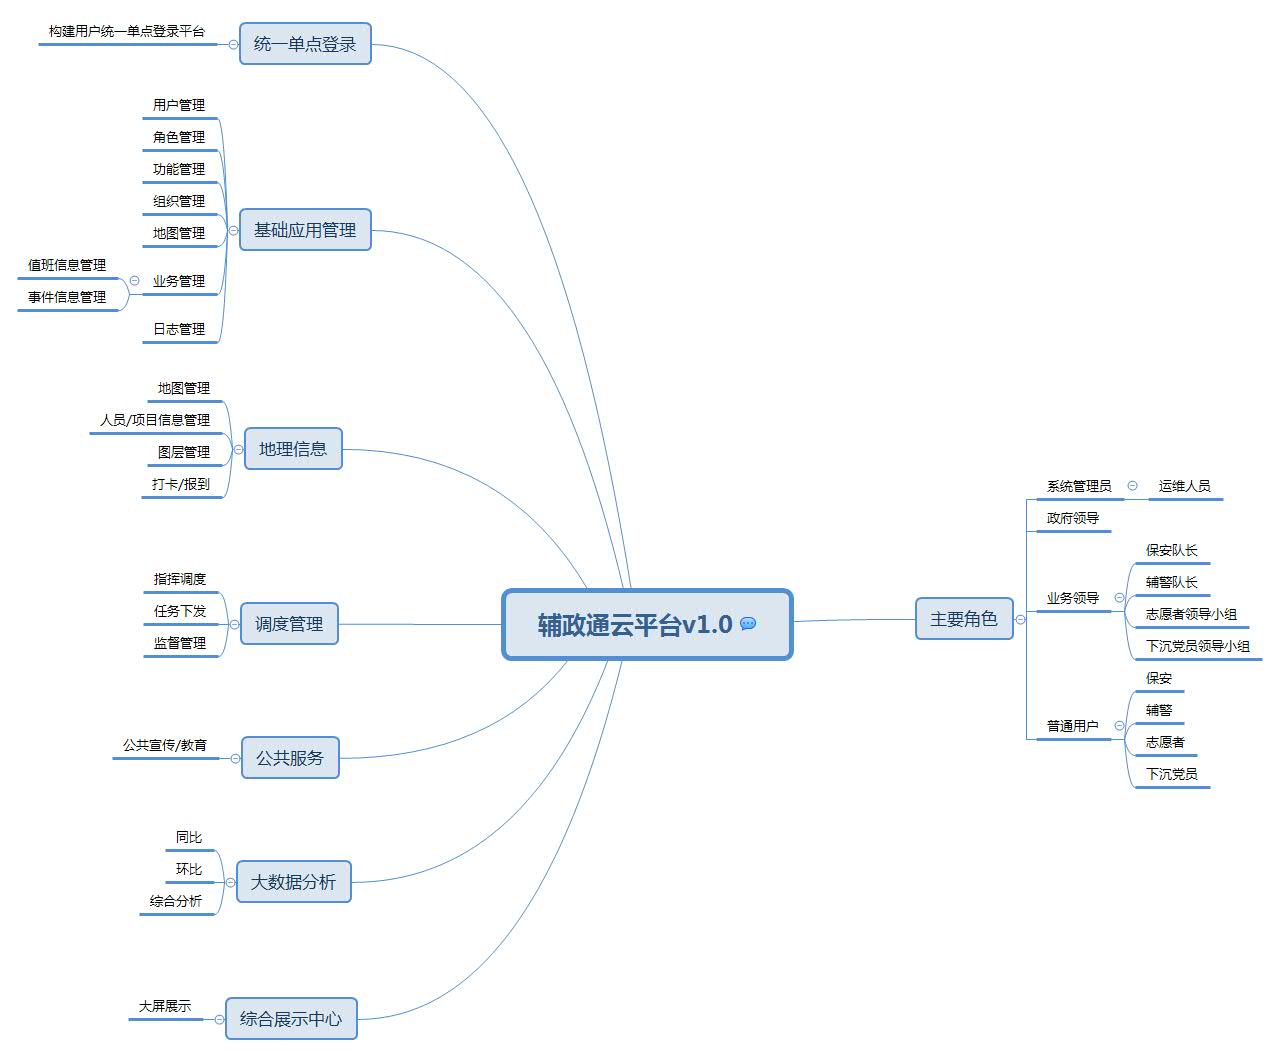 构建用户统一单点登录平台
统一单点登录
用户管理
角色管理
功能管理
组织管理
地图管理
值班信息管理
事件信息管理
业务管理
日志管理
基础应用管理
地图管理
人员/项目信息管理
图层管理
打卡/报到
地理信息
指挥调度
任务下发
监督管理
调度管理
公共宣传/教育
公共服务
同比
环比
综合分析
大数据分析
大屏展示
综合展示中心
辅政通云平台v1.0
主要角色
系统管理员
运维人员
政府领导
业务领导
保安队长
辅警队长
志愿者领导小组
下沉党员领导小组
普通用户
保安
辅警
志愿者
下沉党员